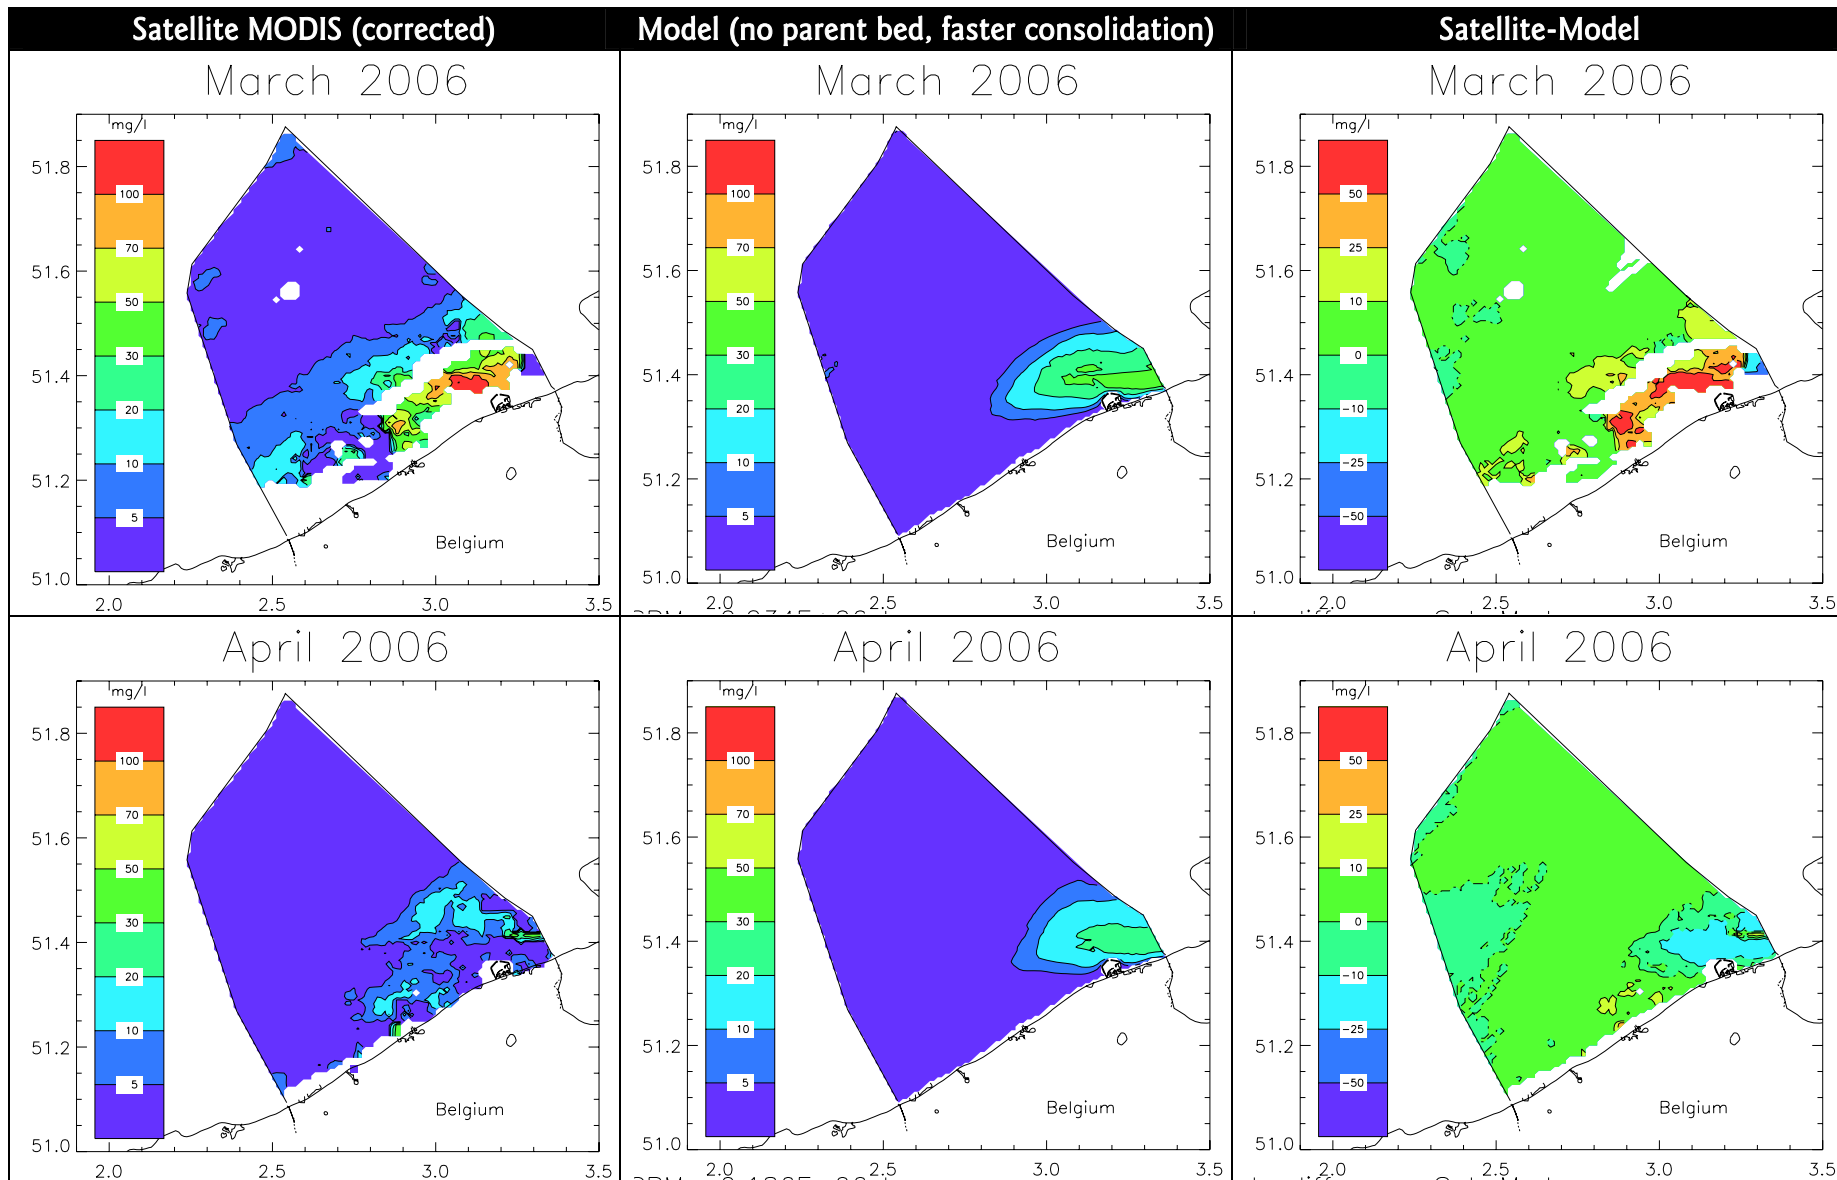 Satellite MODIS (corrected)
Model (no parent bed, faster consolidation)
Satellite-Model
March 2006
mg/l
100
70
50
30
20
10
5
51.8
51.6
51.4
51.2
51.0
2.0 2.5 3.0 3.5
Belgium
March 2006
mg/l
100
70
50
30
20
10
5
51.8
51.6
51.4
51.2
51.0
2.0 2.5 3.0 3.5
Belgium
March 2006
mg/l
50
25
10
0
-10
-25
-50
51.8
51.6
51.4
51.2
51.0
2.0 2.5 3.0 3.5
Belgium
April 2006
mg/l
100
70
50
30
20
10
5
51.8
51.6
51.4
51.2
51.0
2.0 2.5 3.0 3.5
Belgium
April 2006
mg/l
100
70
50
30
20
10
5
51.8
51.6
51.4
51.2
51.0
2.0 2.5 3.0 3.5
Belgium
April 2006
mg/l
50
25
10
0
-10
-25
-50
51.8
51.6
51.4
51.2
51.0
2.0 2.5 3.0 3.5
Belgium